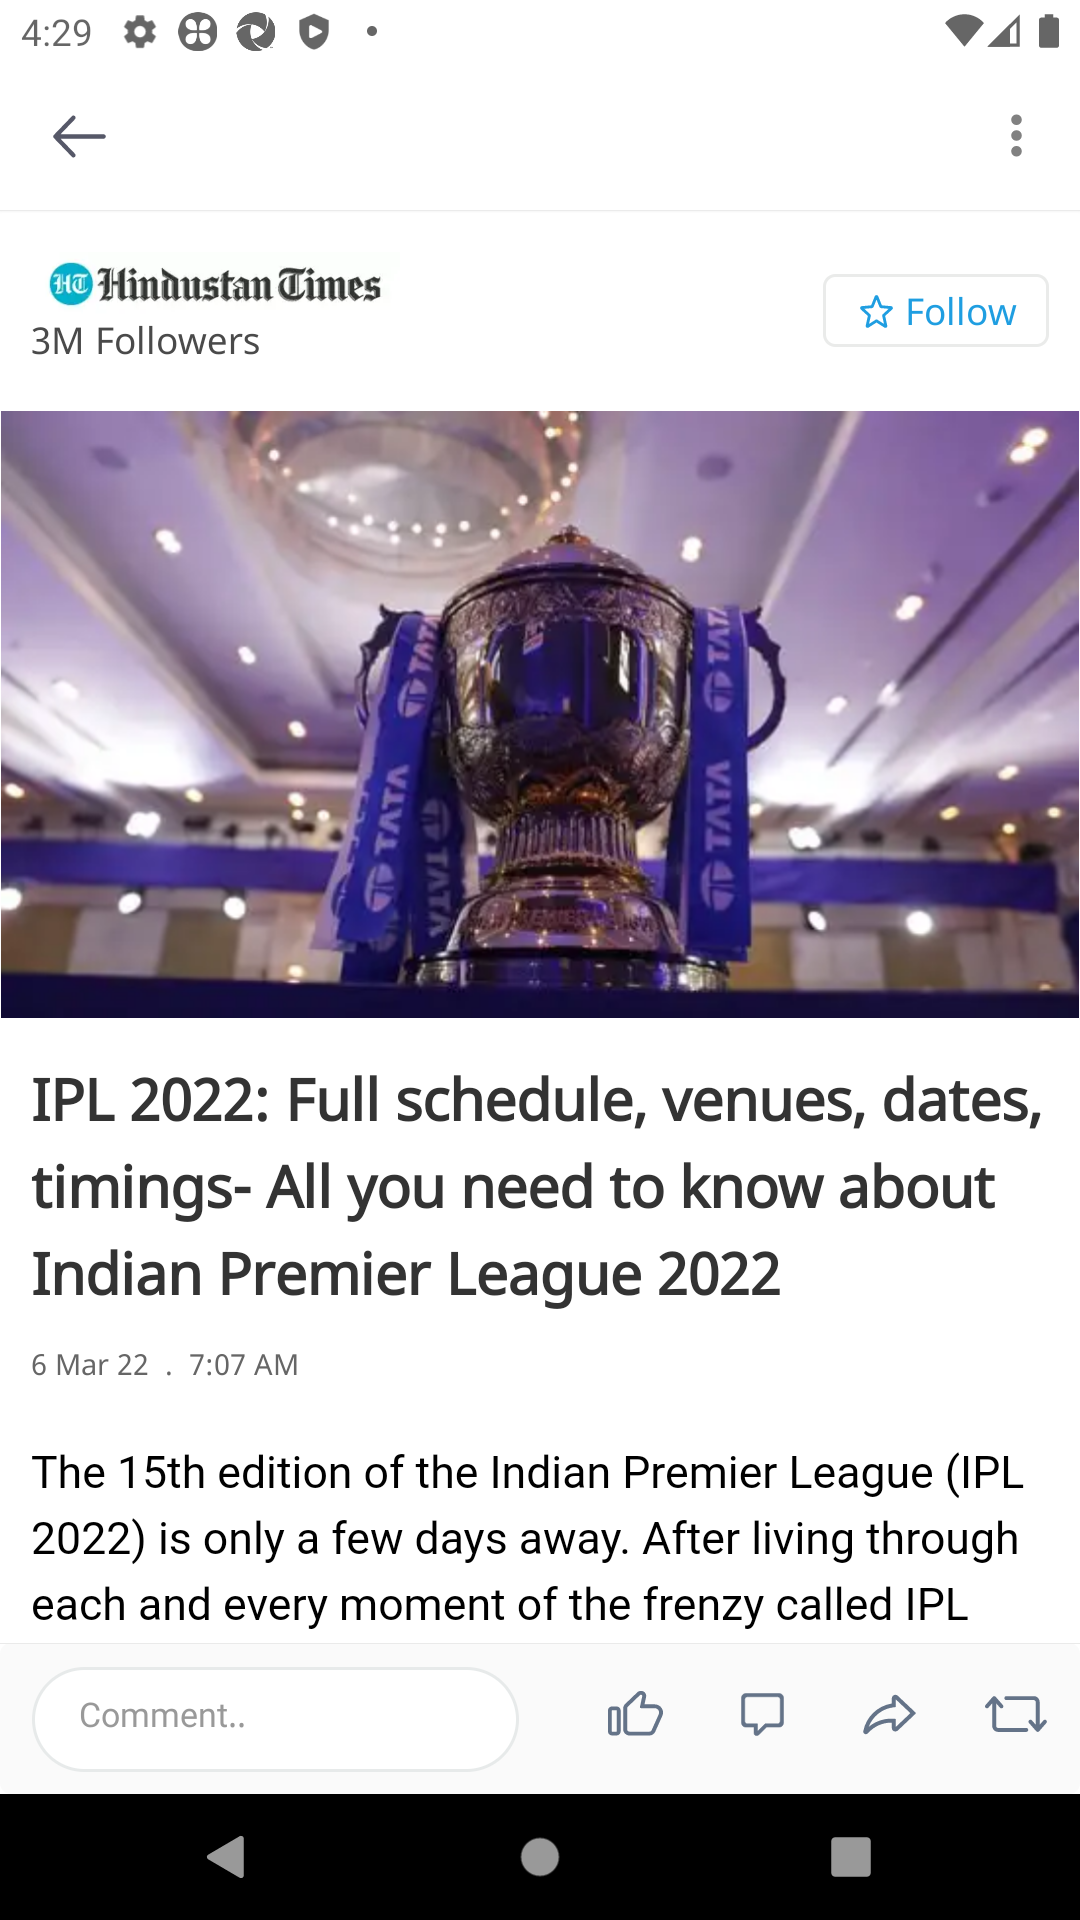 4:29
HT Hindustan Times
3M Followers
Follow
TATA TATA
TATA TATA TATA
IPL 2022: Full schedule, venues, dates,
timings- All you need to know about
Indian Premier League 2022
6 Mar 22 . 7:07 AM
The 15th edition of the Indian Premier League (IPL
2022) is only a few days away. After living through
each and every moment of the frenzy called IPL
Comment..